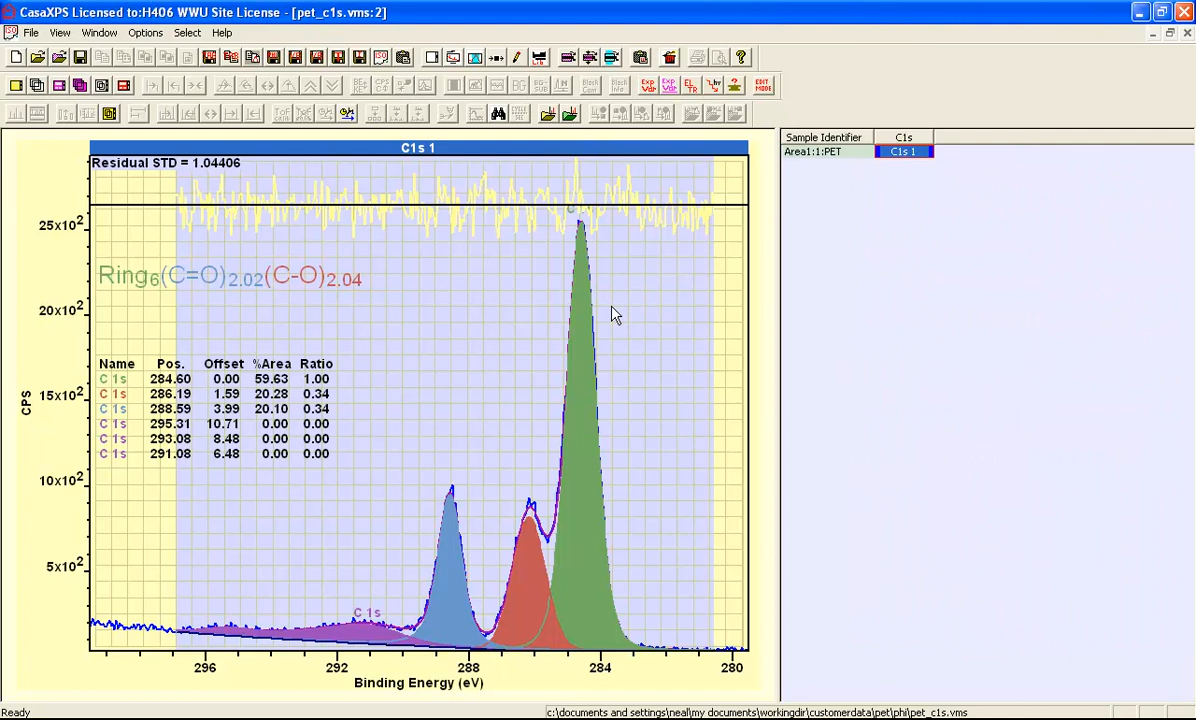 CasaXPS Licensed to:H406 WWU Site License - [pet_c1s.vms:2]
File View Window Options Select Help
Sample Identifier C1s
Area1:1:PET C1s 1
C1s 1
Residual STD = 1.04406
25x10²
Ring₆(C=O)₂.₀₂(C-O)₂.₀₄
20x10²
Name Pos. Offset %Area Ratio
C 1s 284.60 0.00 59.63 1.00
C 1s 286.19 1.59 20.28 0.34
C 1s 288.59 3.99 20.10 0.34
C 1s 295.31 10.71 0.00 0.00
C 1s 293.08 8.48 0.00 0.00
C 1s 291.08 6.48 0.00 0.00
15x10²
CPS
10x10²
5x10²
C 1s
296 292 288 284 280
Binding Energy (eV)
Ready c:\documents and settings\neal\my documents\workingdir\customerdata\pet\phi\pet_c1s.vms